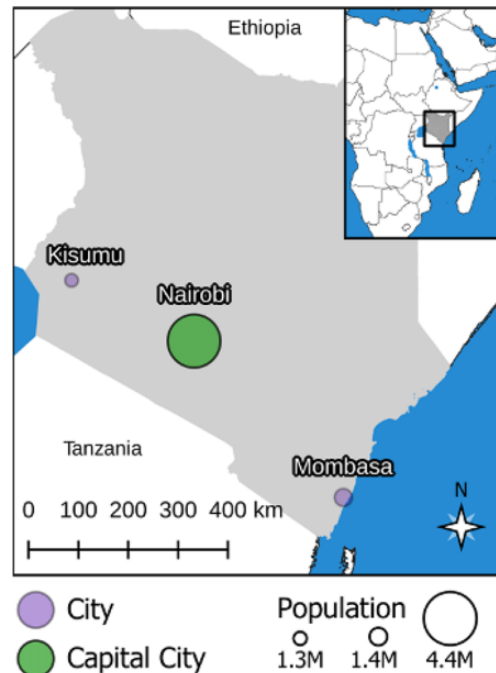 Ethiopia
Kisumu
Nairobi
Tanzania
Mombasa
0 100 200 300 400 km
N
City
Capital City
Population
1.3M 1.4M 4.4M